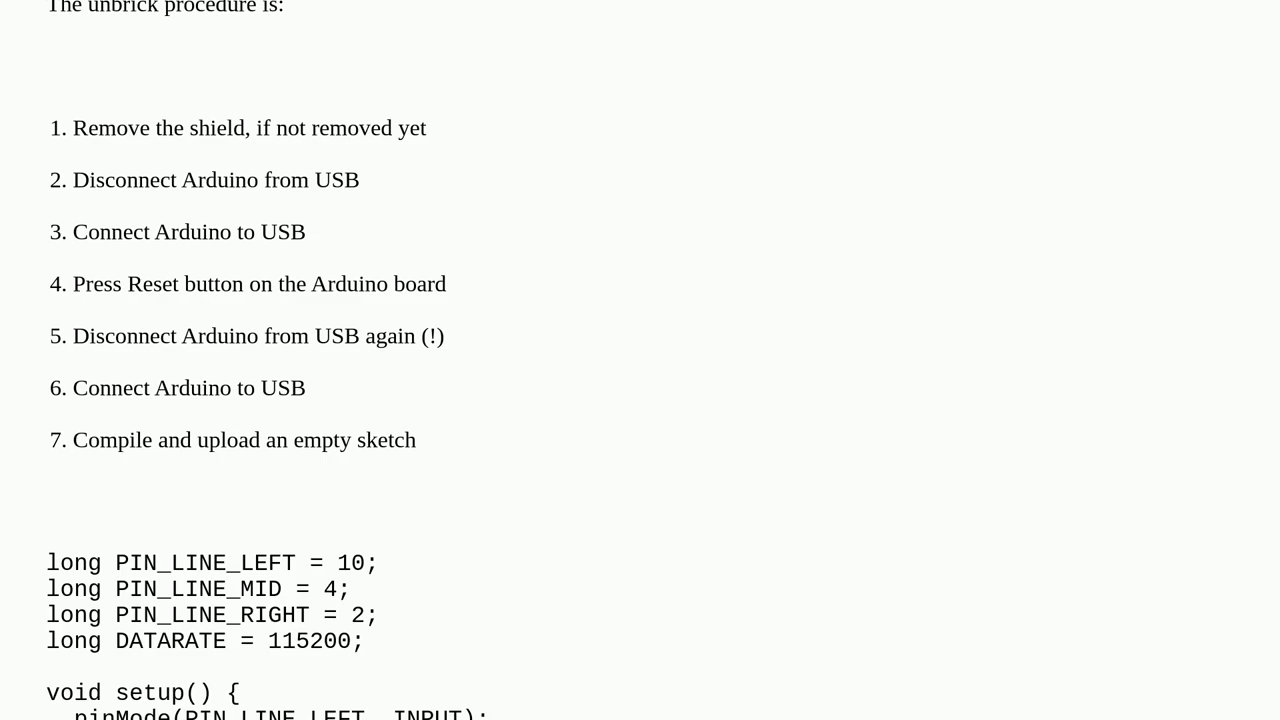 The unbrick procedure is:
1. Remove the shield, if not removed yet
2. Disconnect Arduino from USB
3. Connect Arduino to USB
4. Press Reset button on the Arduino board
5. Disconnect Arduino from USB again (!)
6. Connect Arduino to USB
7. Compile and upload an empty sketch
long PIN_LINE_LEFT = 10;
long PIN_LINE_MID = 4;
long PIN_LINE_RIGHT = 2;
long DATARATE = 115200;
void setup() {
  pinMode(PIN_LINE_LEFT, INPUT);